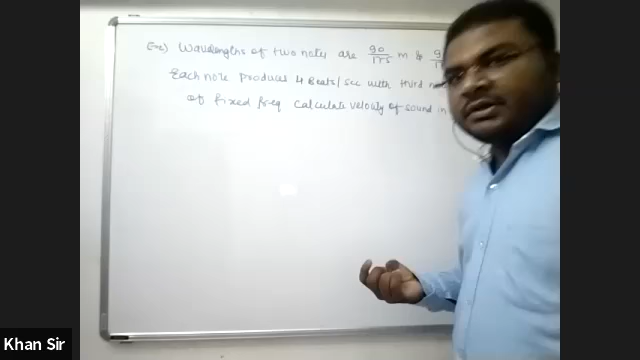 Ex) Wavelengths of two notes are 90/175 m &
Each note produces 4 Beats/sec with third
of fixed freq calculate velocity of sound in
Khan Sir